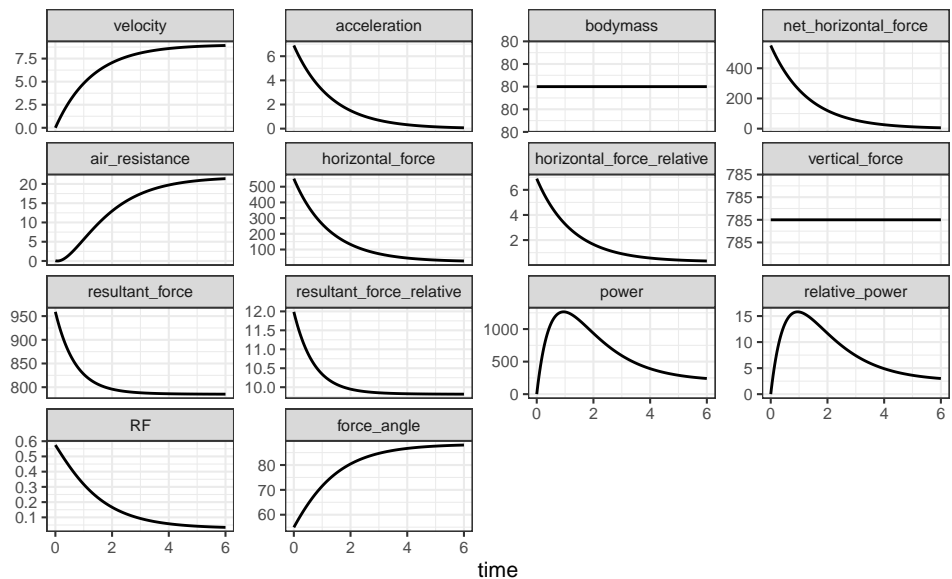 velocity acceleration bodymass net_horizontal_force
7.5 6 80 400
5.0 4 80 200
2.5 2 80 0
0.0 0 80
80
air_resistance horizontal_force horizontal_force_relative vertical_force
20 500 6 785
15 400 4 785
10 300 2 785
5 200
0 100
resultant_force resultant_force_relative power relative_power
950 12.0 1000 15
900 11.5 500 10
850 11.0 0 5
800 10.5 0
10.0
0 2 4 6 0 2 4 6
RF force_angle
0.6 80
0.5 70
0.4 60
0.3
0.2
0.1
0 2 4 6 0 2 4 6
time